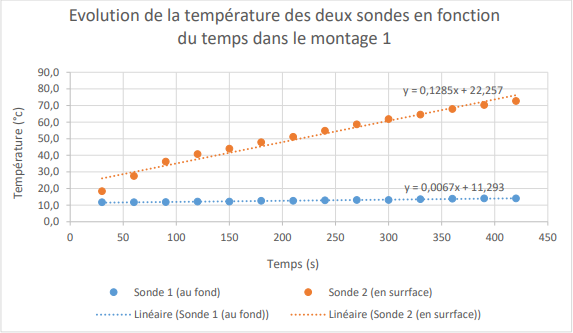 Evolution de la température des deux sondes en fonction
du temps dans le montage 1
90,0
80,0
70,0
60,0
50,0
40,0
30,0
20,0
10,0
0,0
Température (°c)
y = 0,1285x + 22,257
y = 0,0067x + 11,293
0 50 100 150 200 250 300 350 400 450
Temps (s)
Sonde 1 (au fond) Sonde 2 (en surrface)
Linéaire (Sonde 1 (au fond)) Linéaire (Sonde 2 (en surrface))